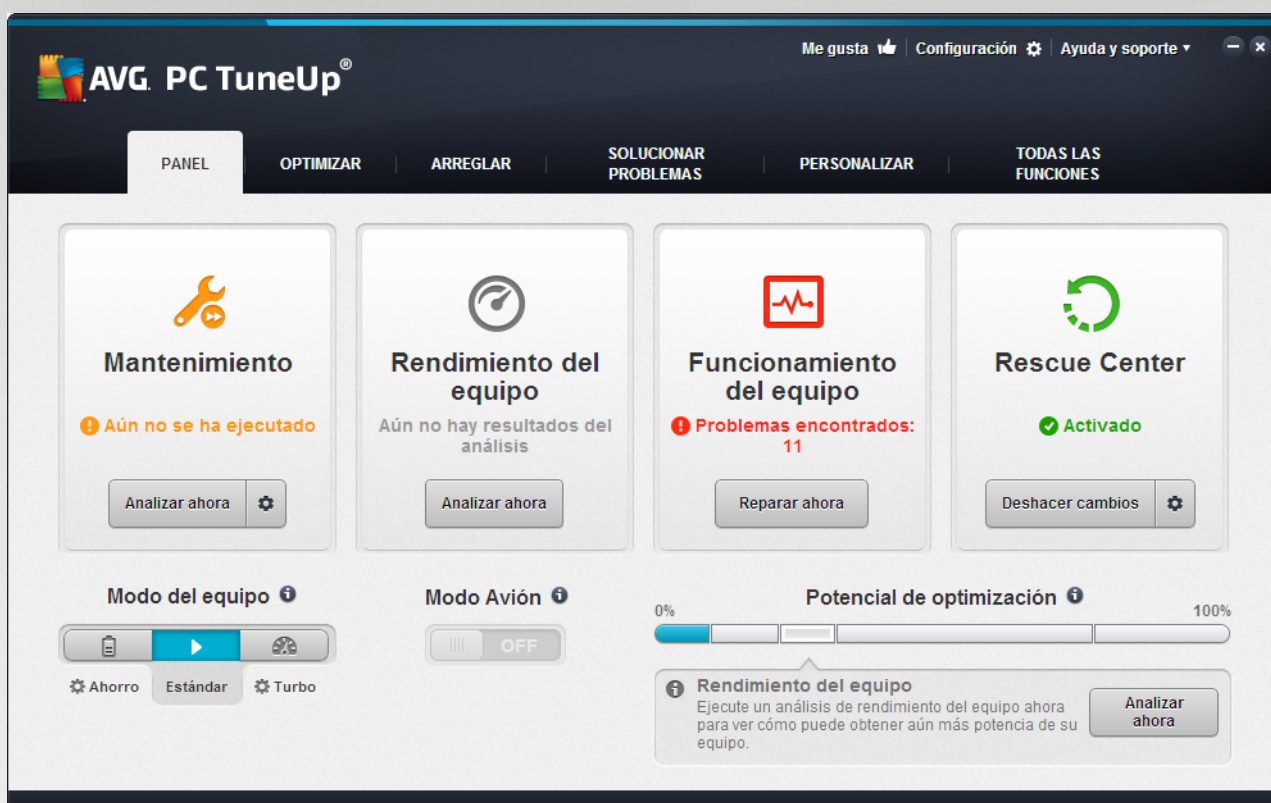 Me gusta | Configuración | Ayuda y soporte
AVG. PC TuneUp®
PANEL
OPTIMIZAR
ARREGLAR
SOLUCIONAR
PROBLEMAS
PERSONALIZAR
TODAS LAS
FUNCIONES
Mantenimiento
Aún no se ha ejecutado
Analizar ahora
Rendimiento del
equipo
Aún no hay resultados del
análisis
Analizar ahora
Funcionamiento
del equipo
Problemas encontrados:
11
Reparar ahora
Rescue Center
Activado
Deshacer cambios
Modo del equipo
Ahorro
Estándar
Turbo
Modo Avión
OFF
Potencial de optimización
0%
100%
Rendimiento del equipo
Ejecute un análisis de rendimiento del equipo ahora
para ver cómo puede obtener aún más potencia de su
equipo.
Analizar
ahora